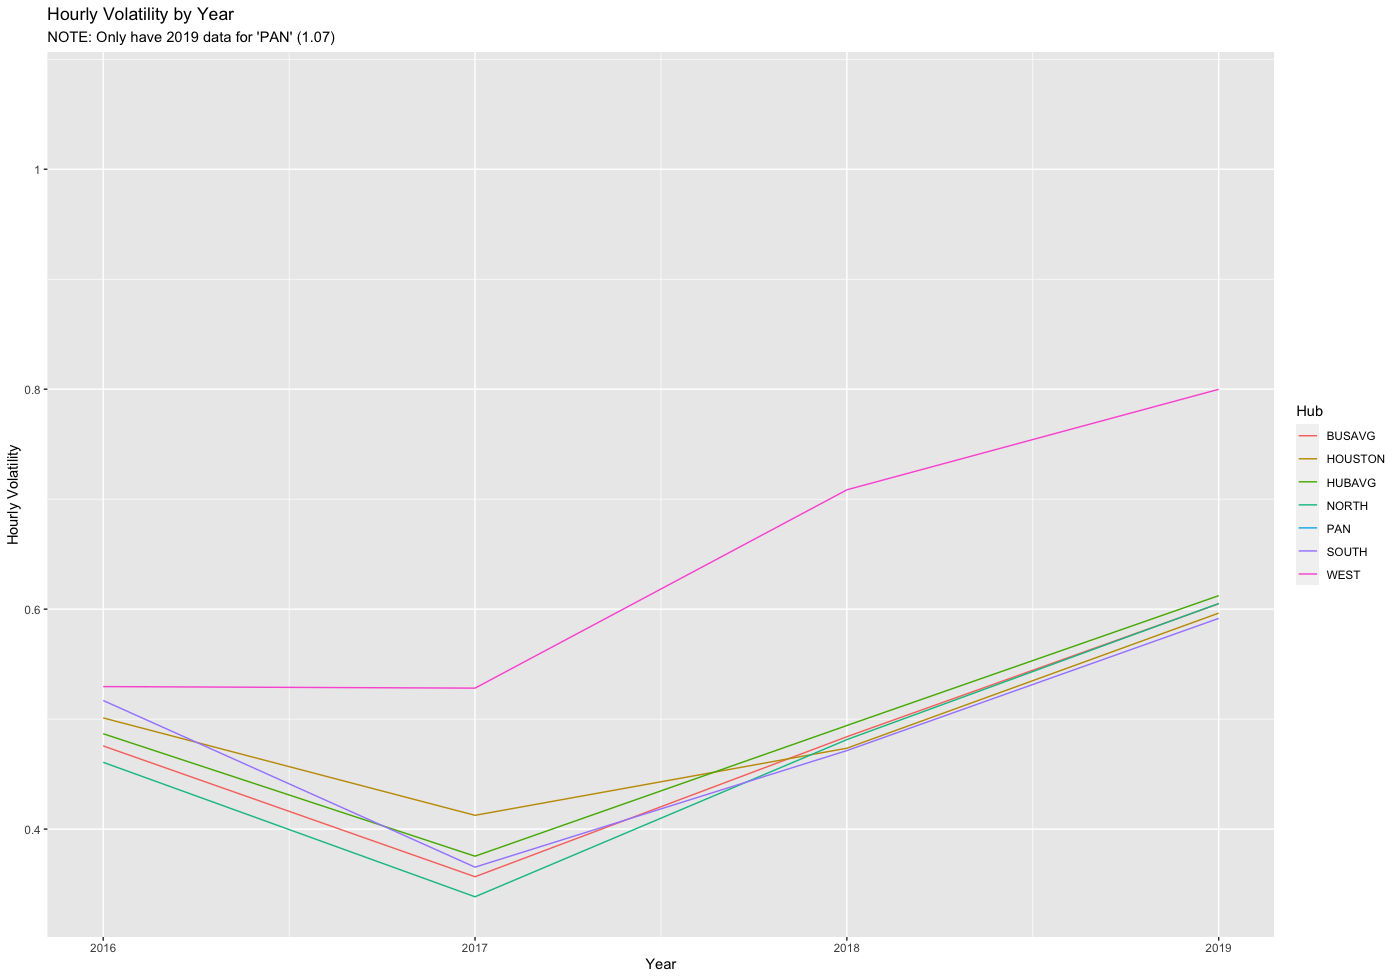 Hourly Volatility by Year
NOTE: Only have 2019 data for 'PAN' (1.07)
Hourly Volatility
1
0.8
0.6
0.4
2016
2017
2018
2019
Year
Hub
BUSAVG
HOUSTON
HUBAVG
NORTH
PAN
SOUTH
WEST